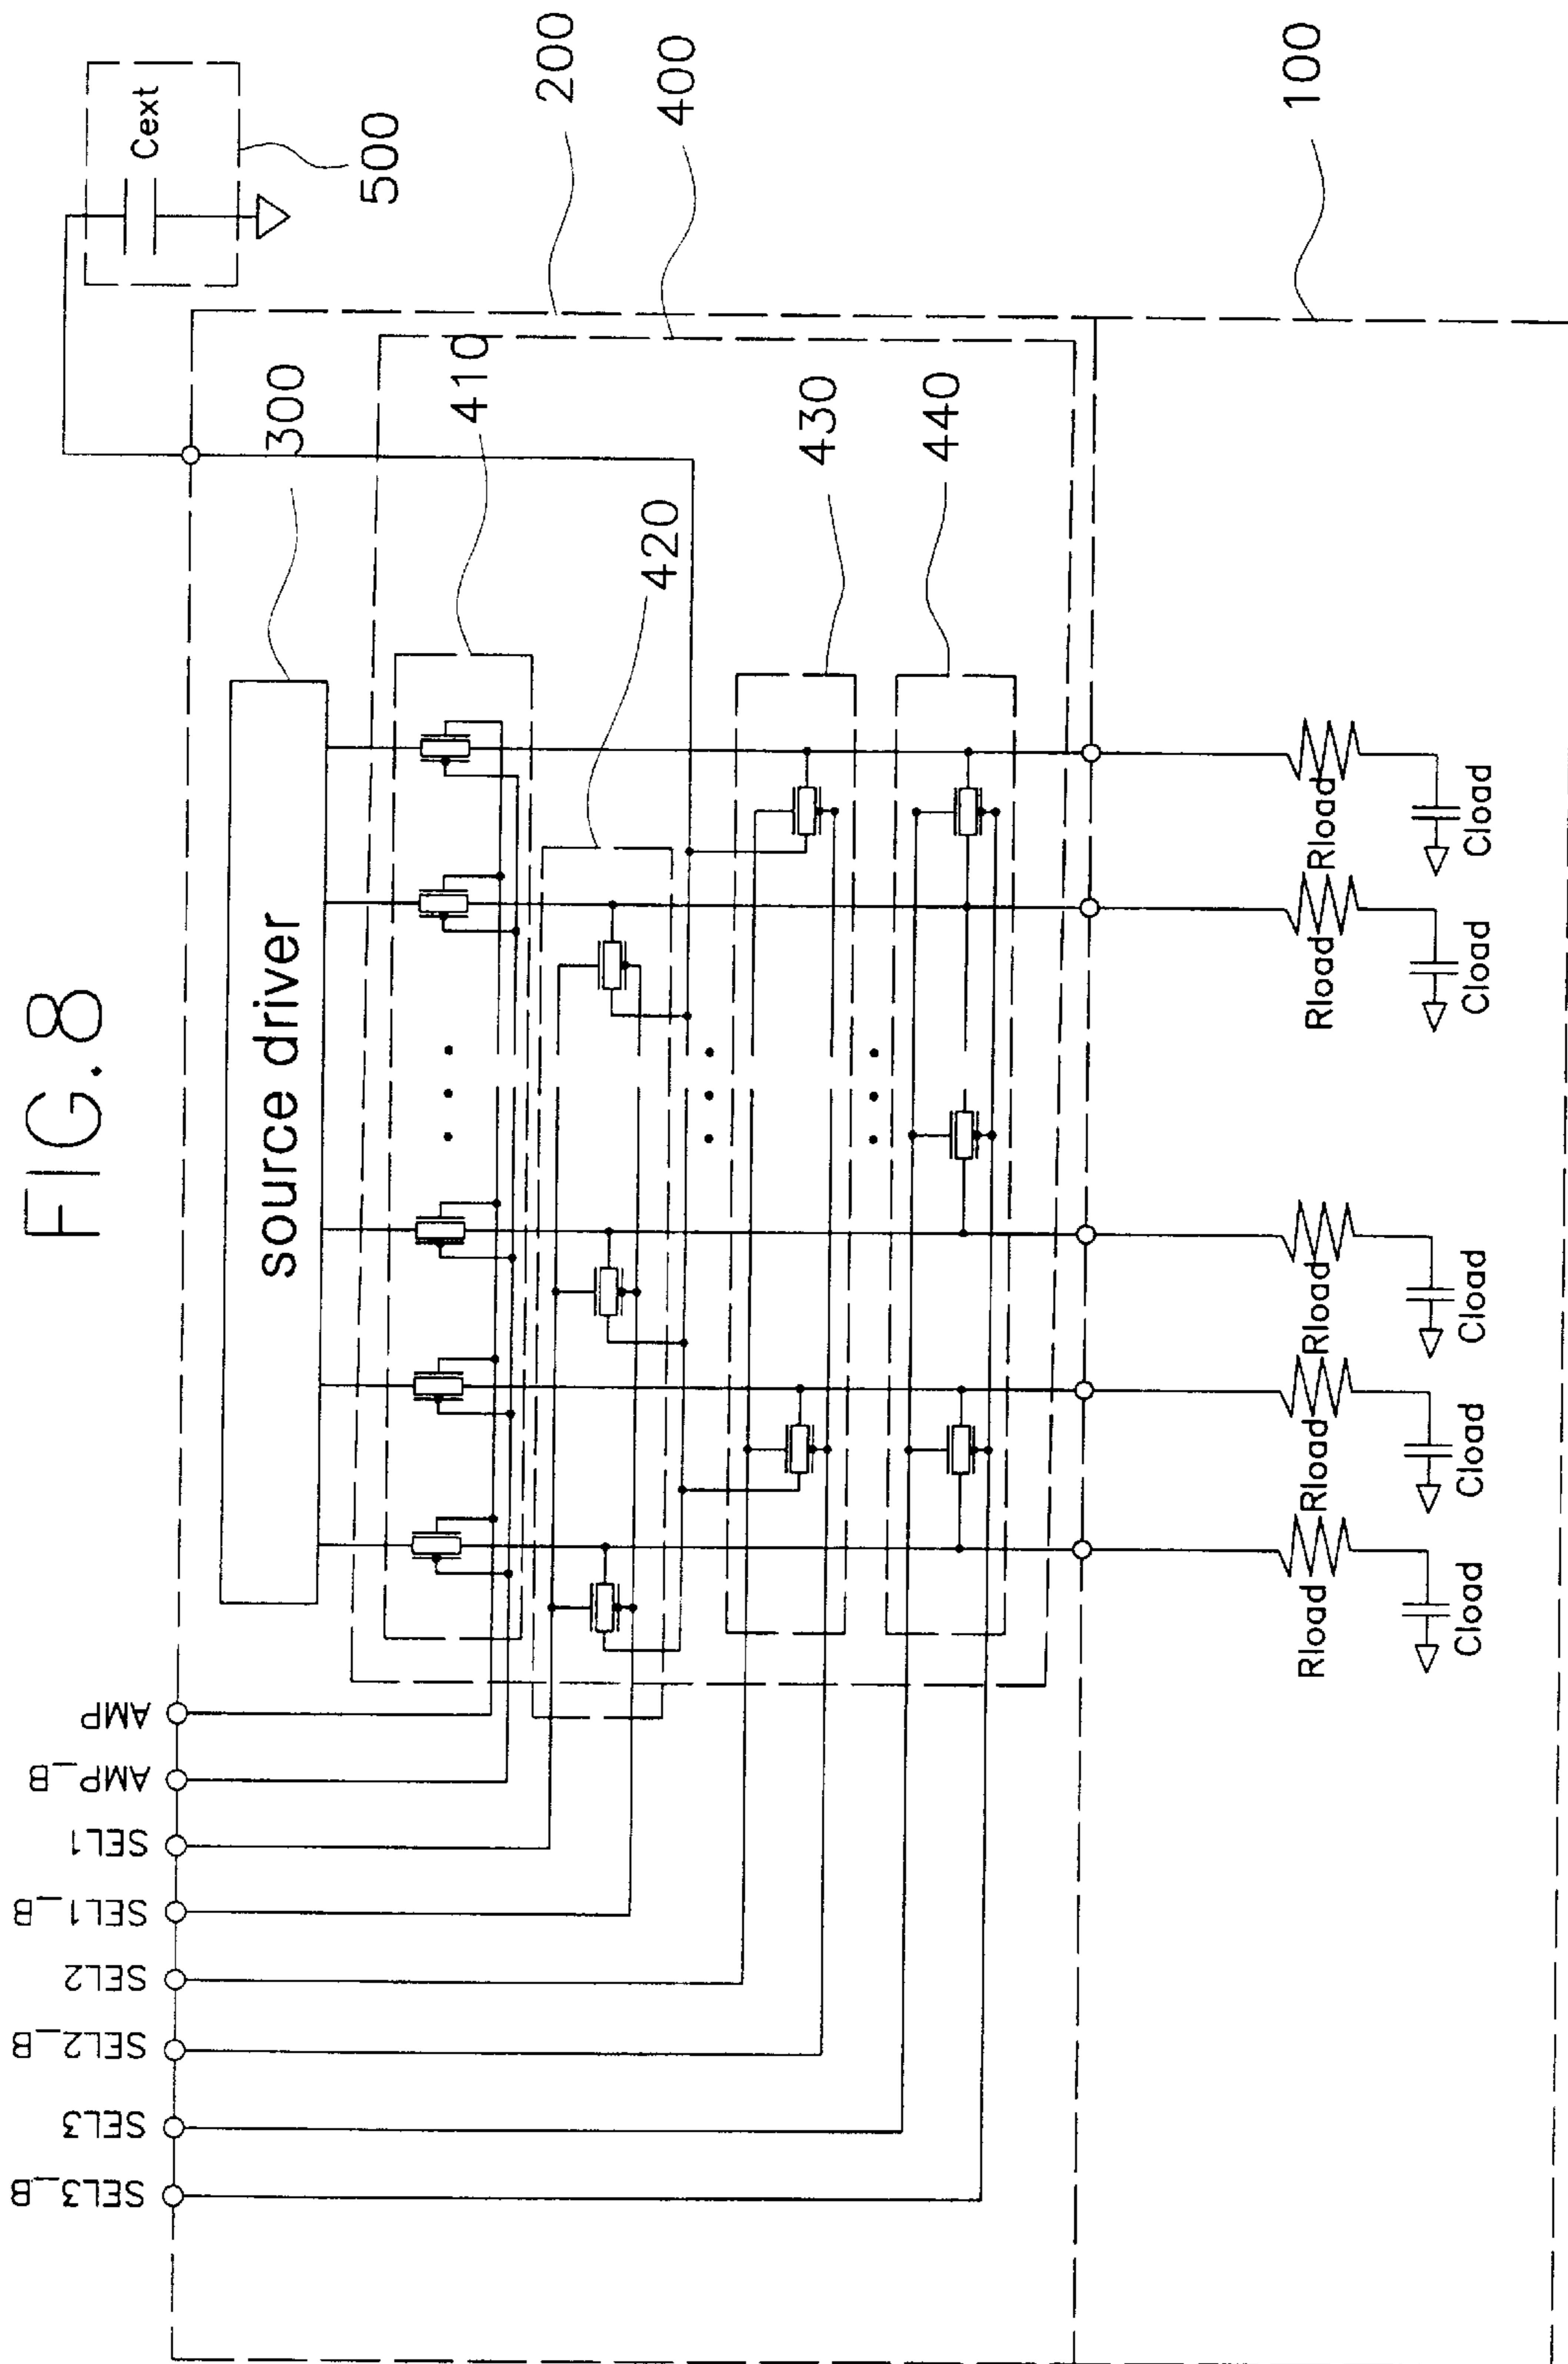 FIG.8
AMP
AMP_B
SEL1
SEL1_B
SEL2
SEL2_B
SEL3
SEL3_B
source driver
Cext
500
300
410
420
430
440
200
400
100
Rload
Rload
Rload
Rload
Rload
Cload
Cload
Cload
Cload
Cload